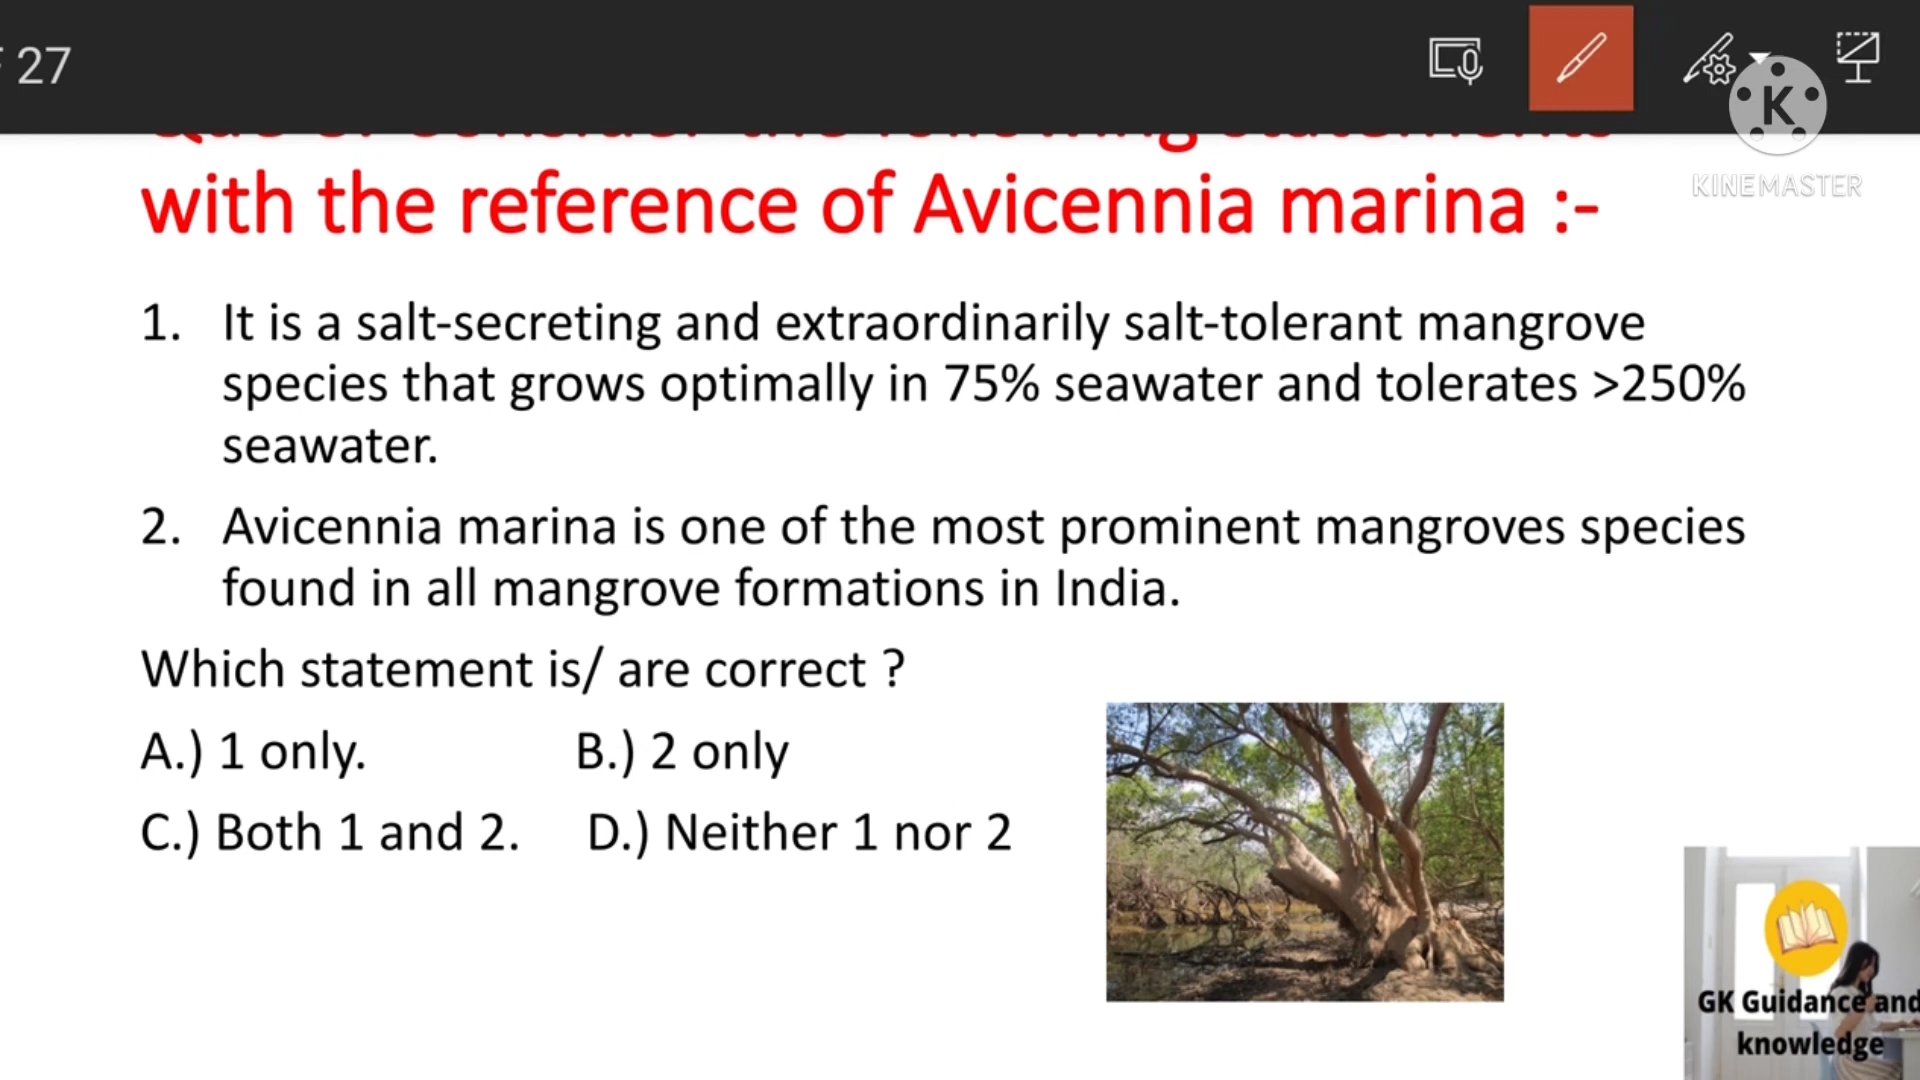 27
KINEMASTER
with the reference of Avicennia marina :-
1. It is a salt-secreting and extraordinarily salt-tolerant mangrove
species that grows optimally in 75% seawater and tolerates >250%
seawater.
2. Avicennia marina is one of the most prominent mangroves species
found in all mangrove formations in India.
Which statement is/ are correct ?
A.) 1 only. B.) 2 only
C.) Both 1 and 2. D.) Neither 1 nor 2
GK Guidance and
knowledge